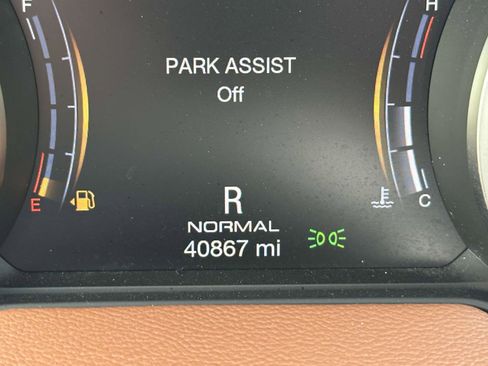 F
H
PARK ASSIST
Off
E
R
C
NORMAL
40867 mi